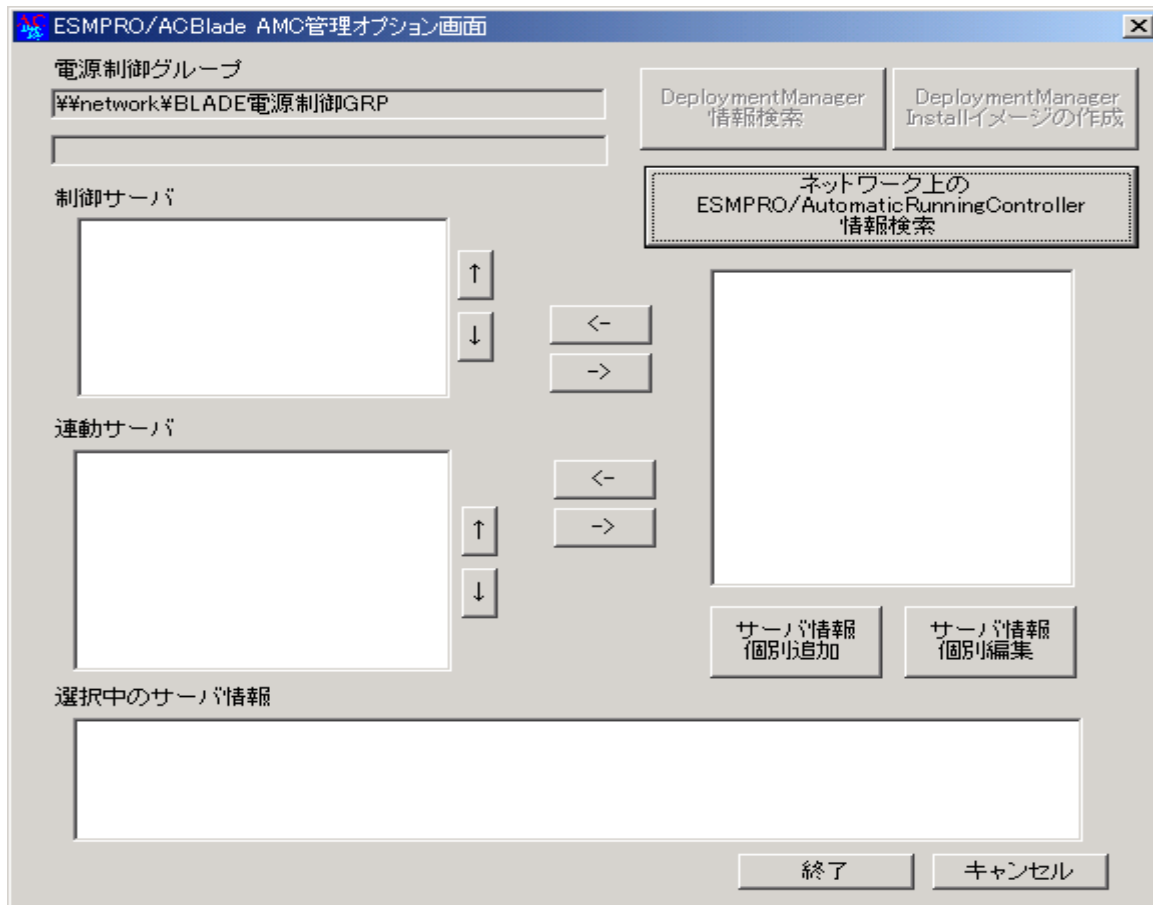 ESMPRO/ACBlade AMC管理オプション画面
電源制御グループ
¥¥network¥BLADE電源制御GRP
DeploymentManager
情報検索
DeploymentManager
Installイメージの作成
ネットワーク上の
ESMPRO/AutomaticRunningController
情報検索
制御サーバ
↑
↓
<-
->
連動サーバ
↑
↓
<-
->
サーバ情報
個別追加
サーバ情報
個別編集
選択中のサーバ情報
終了
キャンセル